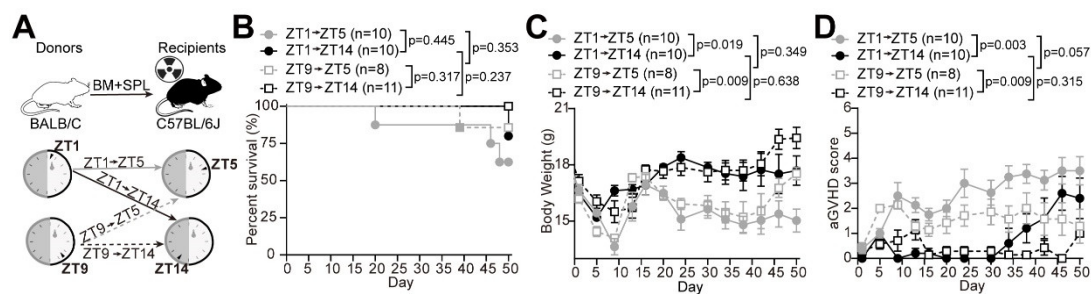 A
Donors
Recipients
BM+SPL
BALB/C
C57BL/6J
ZT1
ZT1→ZT5
ZT5
ZT1→ZT14
ZT9→ZT5
ZT9→ZT14
ZT9
ZT14
B
ZT1→ZT5 (n=10)
ZT1→ZT14 (n=10)
ZT9→ZT5 (n=8)
ZT9→ZT14 (n=11)
p=0.445
p=0.317
p=0.353
p=0.237
Percent survival (%)
100
75
50
25
0
0 5 10 15 20 25 30 35 40 45 50
Day
C
ZT1→ZT5 (n=10)
ZT1→ZT14 (n=10)
ZT9→ZT5 (n=8)
ZT9→ZT14 (n=11)
p=0.019
p=0.009
p=0.349
p=0.638
Body Weight (g)
21
18
15
0 5 10 15 20 25 30 35 40 45 50
Day
D
ZT1→ZT5 (n=10)
ZT1→ZT14 (n=10)
ZT9→ZT5 (n=8)
ZT9→ZT14 (n=11)
p=0.003
p=0.009
p=0.057
p=0.315
aGVHD score
6
5
4
3
2
1
0
0 5 10 15 20 25 30 35 40 45 50
Day